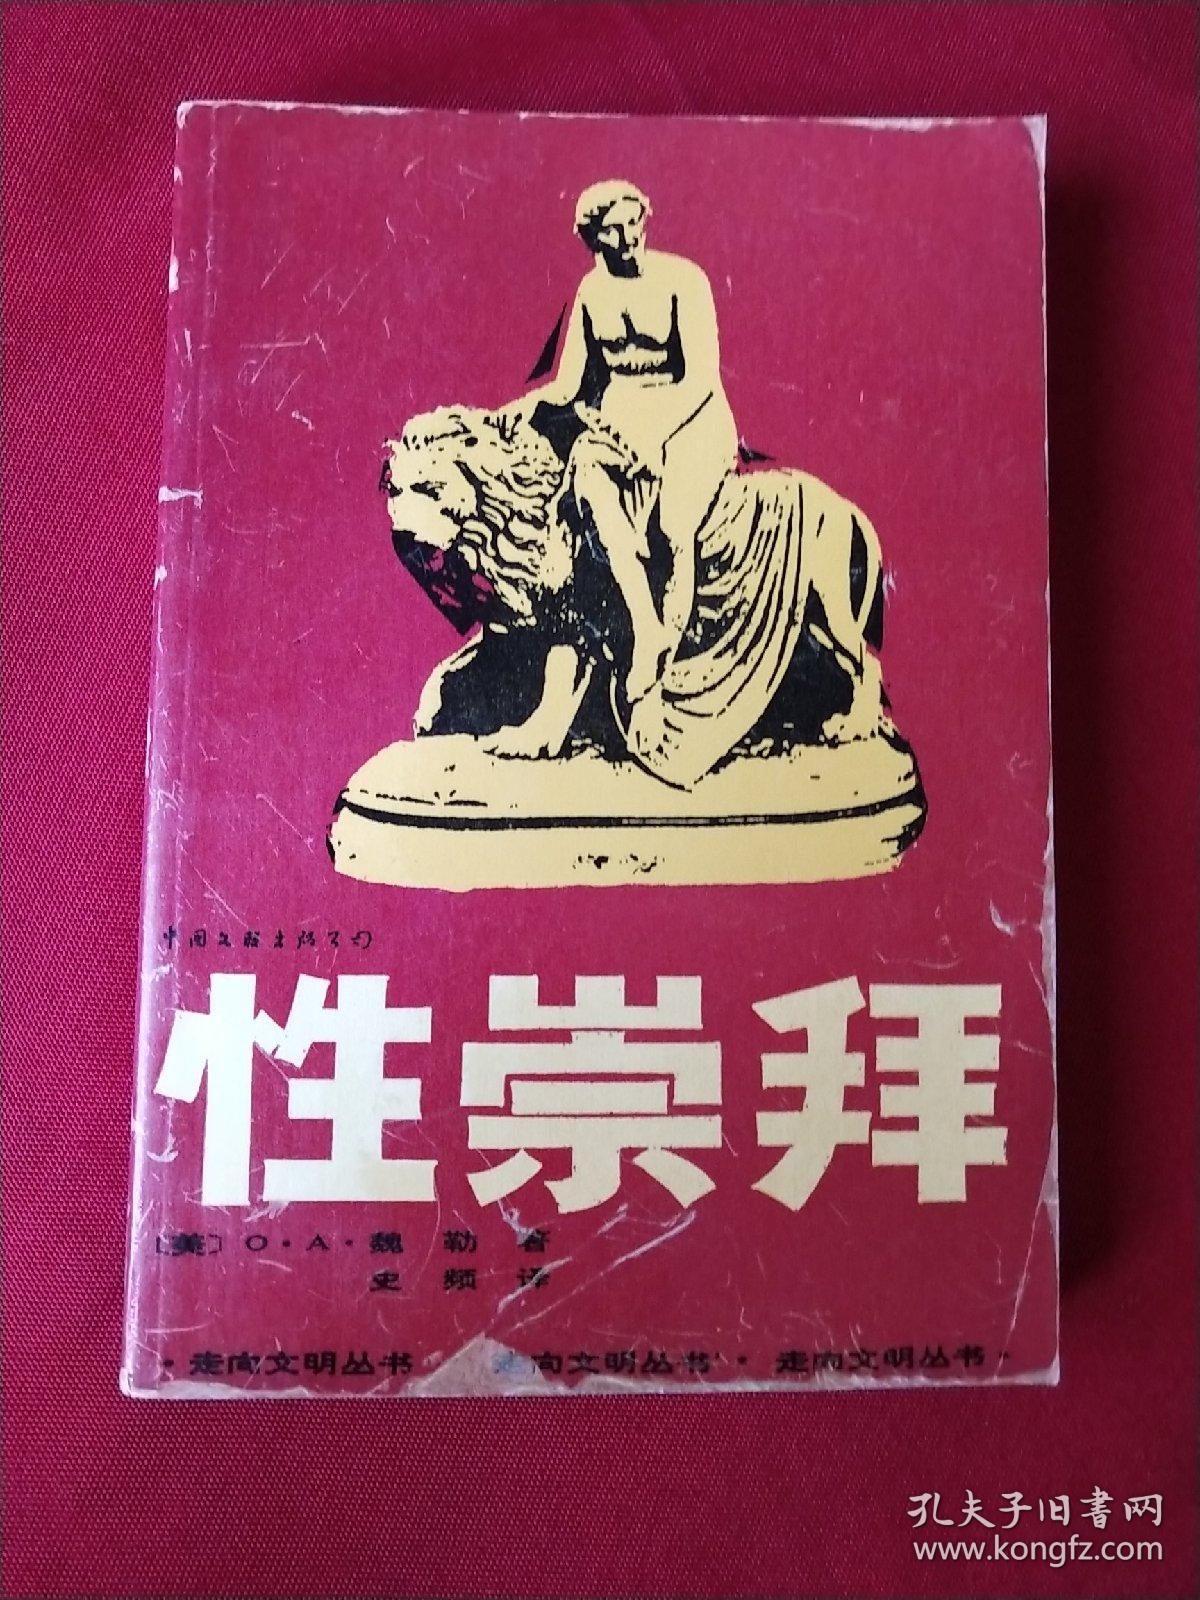 中国文联出版公司
性崇拜
〔美〕O·A·魏勒 著
史频 译
·走向文明丛书 走向文明丛书· 走向文明丛书·
孔夫子旧书网
www.kongfz.com